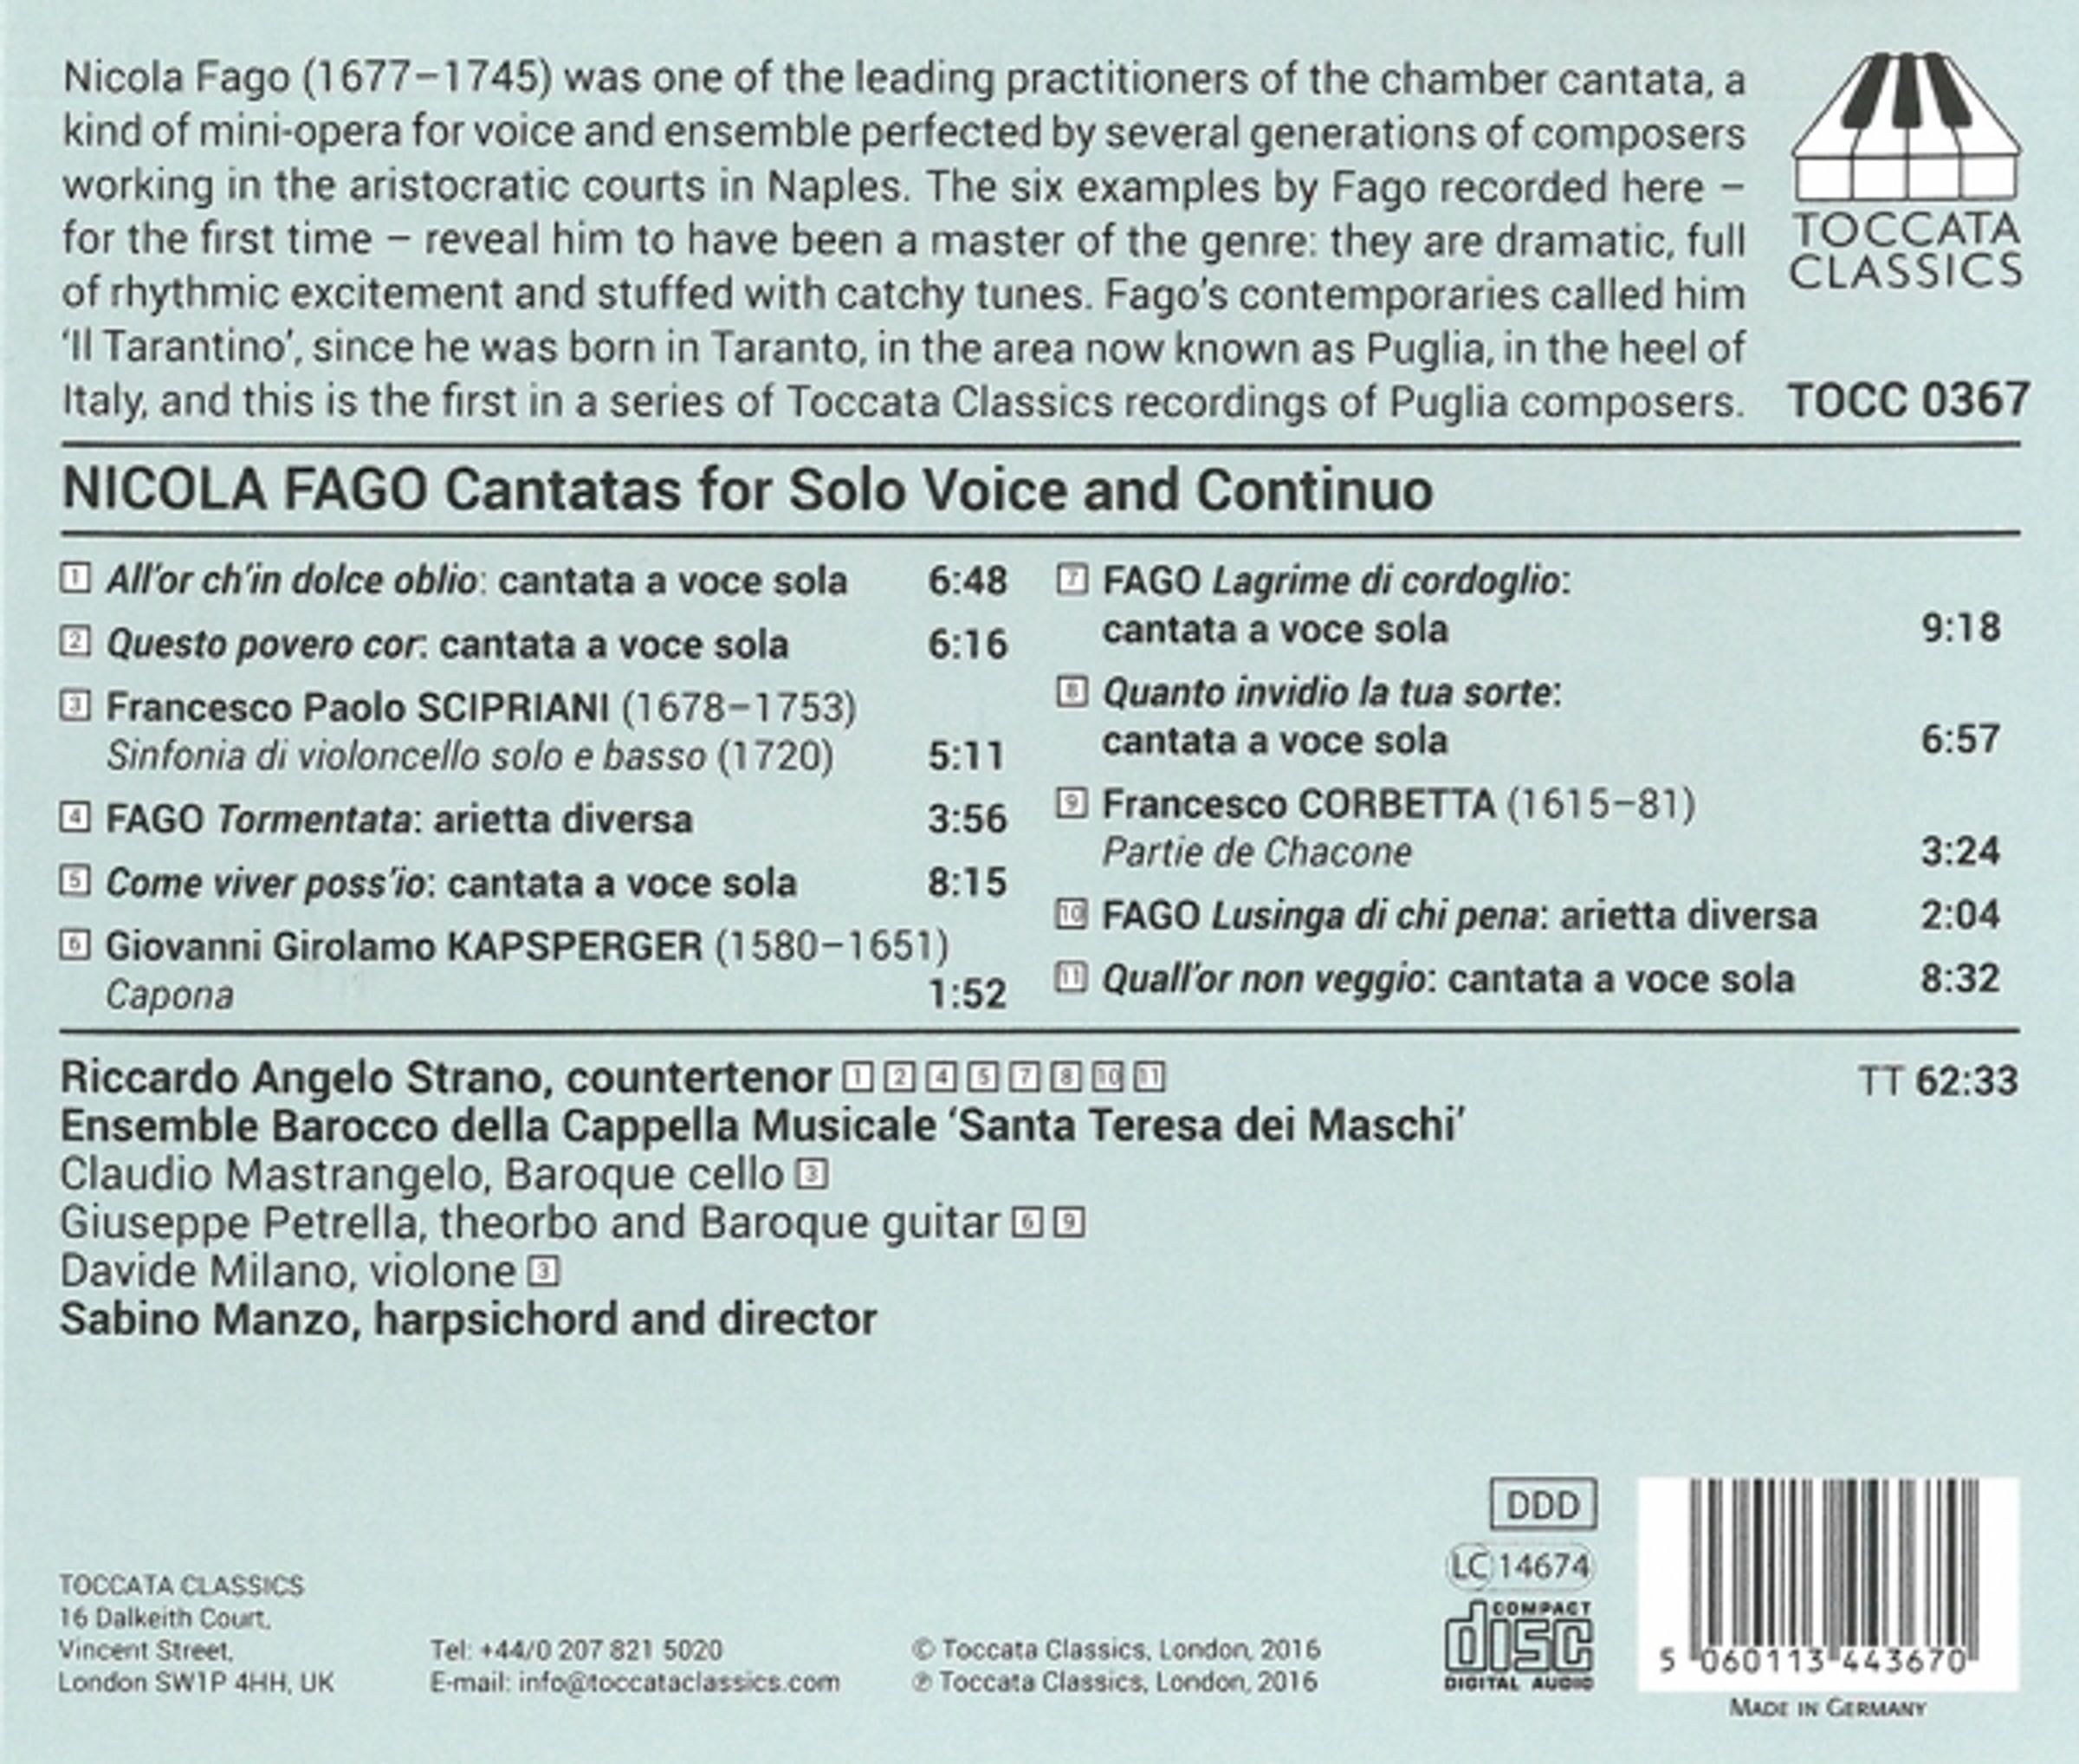 Nicola Fago (1677–1745) was one of the leading practitioners of the chamber cantata, a
kind of mini-opera for voice and ensemble perfected by several generations of composers
working in the aristocratic courts in Naples. The six examples by Fago recorded here –
for the first time – reveal him to have been a master of the genre: they are dramatic, full
of rhythmic excitement and stuffed with catchy tunes. Fago's contemporaries called him
'Il Tarantino', since he was born in Taranto, in the area now known as Puglia, in the heel of
Italy, and this is the first in a series of Toccata Classics recordings of Puglia composers.
TOCCATA
CLASSICS
TOCC 0367
NICOLA FAGO Cantatas for Solo Voice and Continuo
1 All'or ch'in dolce oblio: cantata a voce sola 6:48
2 Questo povero cor: cantata a voce sola 6:16
3 Francesco Paolo SCIPRIANI (1678–1753)
Sinfonia di violoncello solo e basso (1720) 5:11
4 FAGO Tormentata: arietta diversa 3:56
5 Come viver poss'io: cantata a voce sola 8:15
6 Giovanni Girolamo KAPSPERGER (1580–1651)
Capona 1:52
7 FAGO Lagrime di cordoglio:
cantata a voce sola 9:18
8 Quanto invidio la tua sorte:
cantata a voce sola 6:57
9 Francesco CORBETTA (1615–81)
Partie de Chacone 3:24
10 FAGO Lusinga di chi pena: arietta diversa 2:04
11 Quall'or non veggio: cantata a voce sola 8:32
Riccardo Angelo Strano, countertenor 1 2 4 5 7 8 10 11
TT 62:33
Ensemble Barocco della Cappella Musicale 'Santa Teresa dei Maschi'
Claudio Mastrangelo, Baroque cello 3
Giuseppe Petrella, theorbo and Baroque guitar 6 9
Davide Milano, violone 3
Sabino Manzo, harpsichord and director
TOCCATA CLASSICS
16 Dalkeith Court,
Vincent Street,
London SW1P 4HH, UK
Tel: +44/0 207 821 5020
E-mail: info@toccataclassics.com
© Toccata Classics, London, 2016
℗ Toccata Classics, London, 2016
DDD
LC 14674
COMPACT
disc
DIGITAL AUDIO
5 060113 443670
MADE IN GERMANY